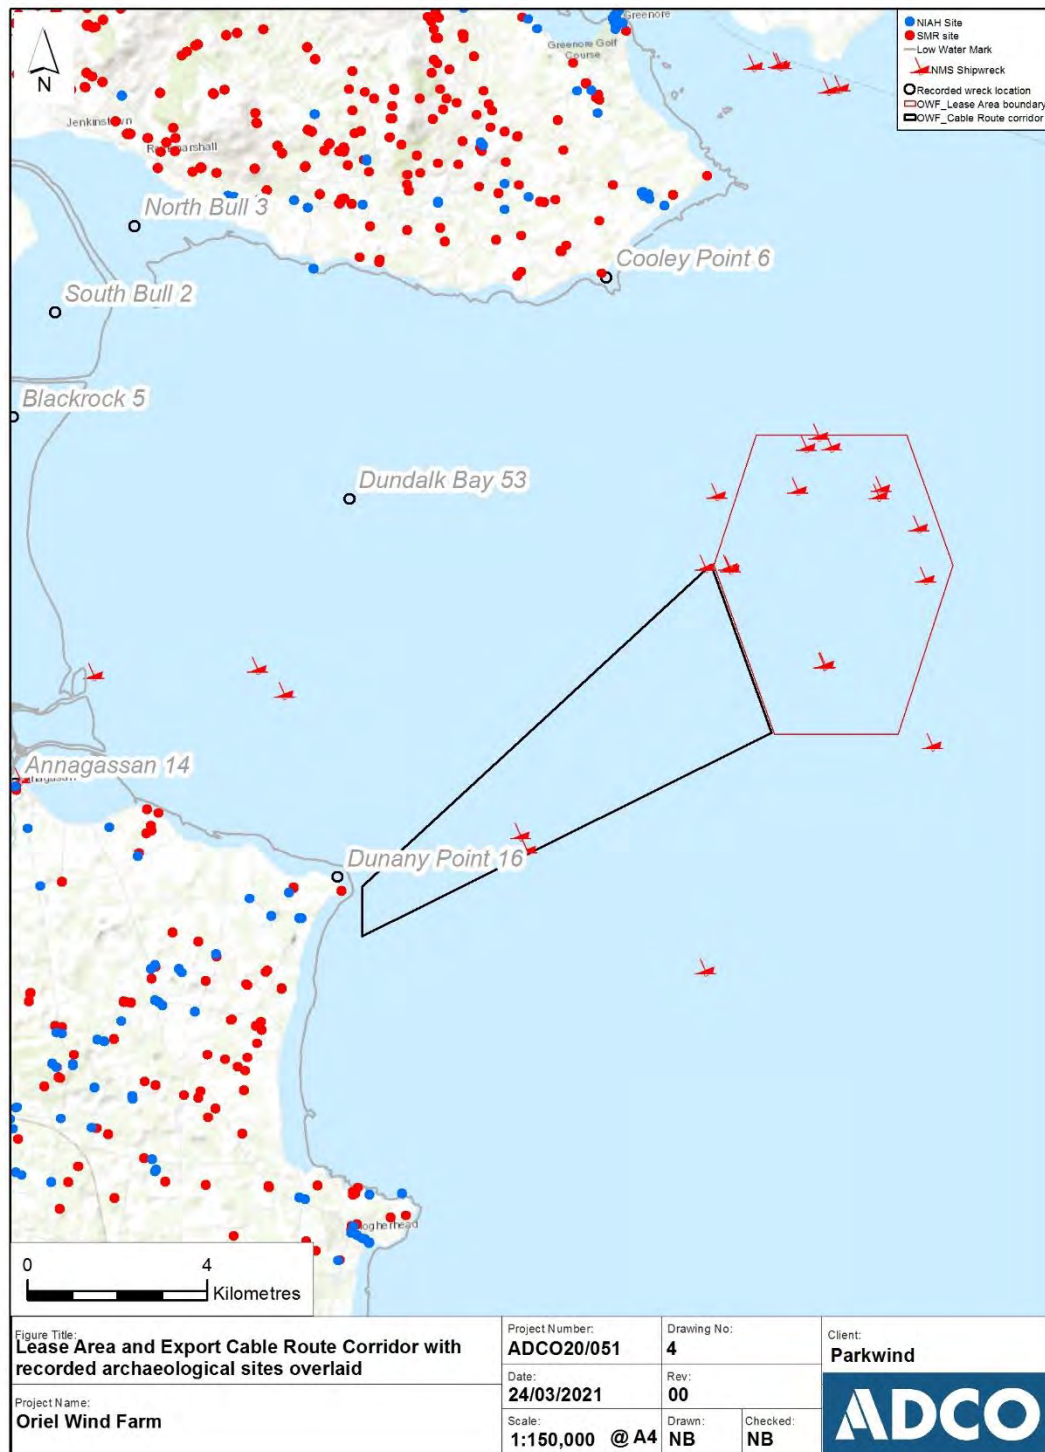 Greenore
Greenore Golf
Course
NIAH Site
SMR site
Low Water Mark
NMS Shipwreck
Recorded wreck location
OWF_Lease Area boundary
OWF_Cable Route corridor
N
Jenkinstown
North Bull 3
Cooley Point 6
South Bull 2
Blackrock 5
Dundalk Bay 53
Annagassan 14
Dunany Point 16
0 4
Kilometres
Figure Title:
Lease Area and Export Cable Route Corridor with
recorded archaeological sites overlaid
Project Name:
Oriel Wind Farm
Project Number:
ADCO20/051
Drawing No:
4
Date:
24/03/2021
Rev:
00
Scale:
1:150,000 @ A4
Drawn:
NB
Checked:
NB
Client:
Parkwind
ADCO